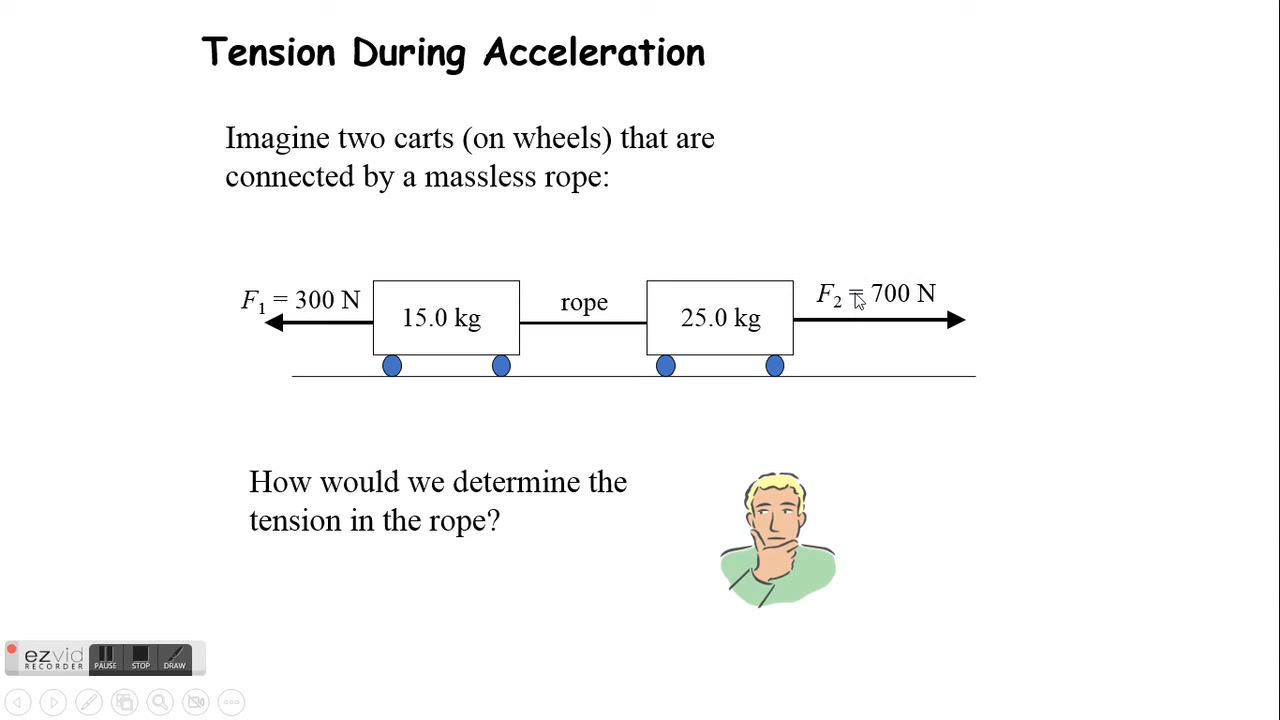 Tension During Acceleration
Imagine two carts (on wheels) that are
connected by a massless rope:
F₁ = 300 N
15.0 kg
rope
25.0 kg
F₂ = 700 N
How would we determine the
tension in the rope?
ezvid
RECORDER
PAUSE
STOP
DRAW